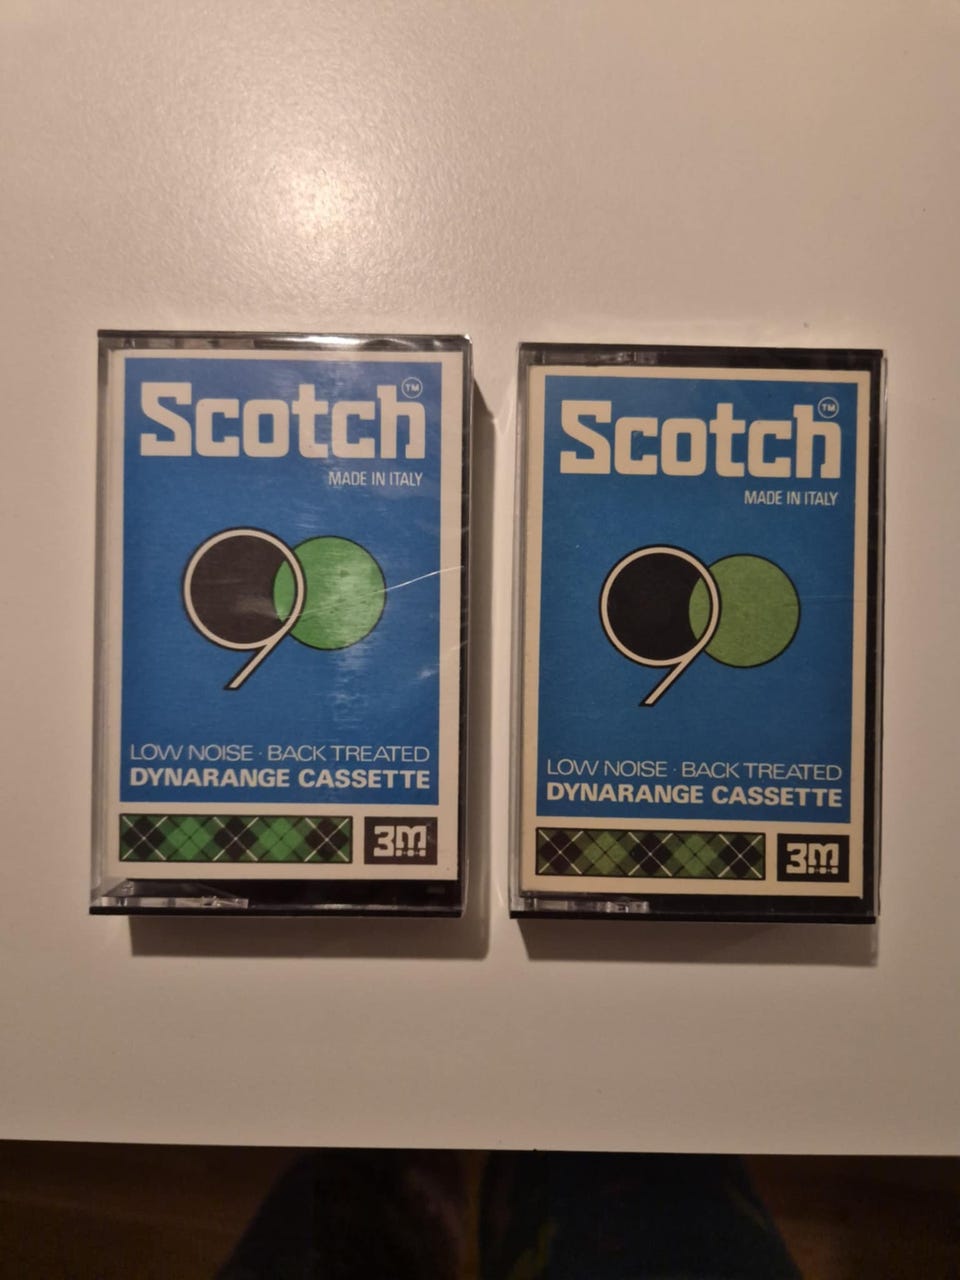 Scotch™
MADE IN ITALY
90
LOW NOISE · BACK TREATED
DYNARANGE CASSETTE
3M
Scotch™
MADE IN ITALY
90
LOW NOISE · BACK TREATED
DYNARANGE CASSETTE
3M